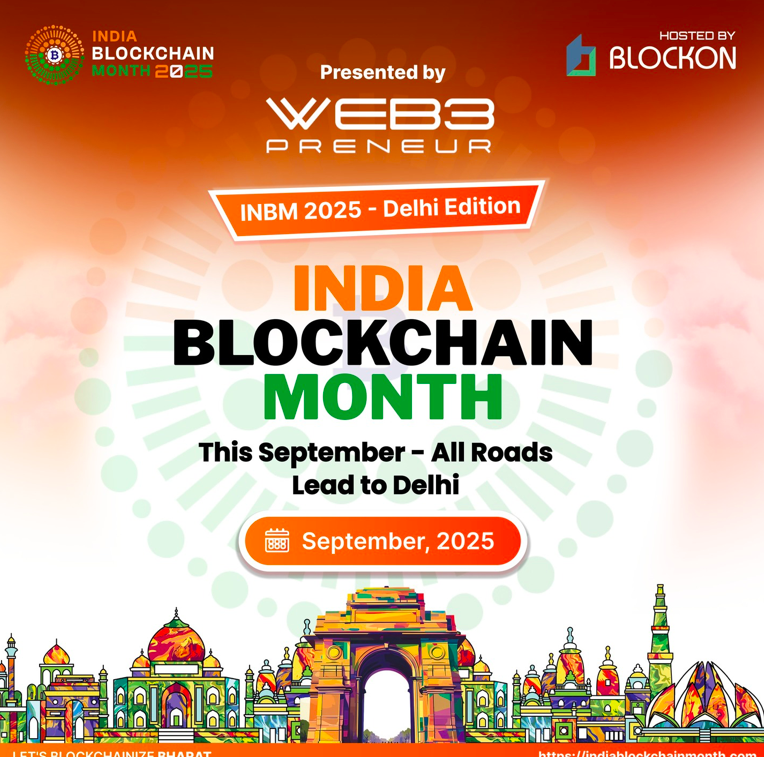 INDIA
BLOCKCHAIN
MONTH 2025
HOSTED BY
BLOCKON
Presented by
WEB3
PRENEUR
INBM 2025 - Delhi Edition
INDIA
BLOCKCHAIN
MONTH
This September - All Roads
Lead to Delhi
September, 2025
LET'S BLOCKCHAINIZE BHARAT
https://indiablockchainmonth.com